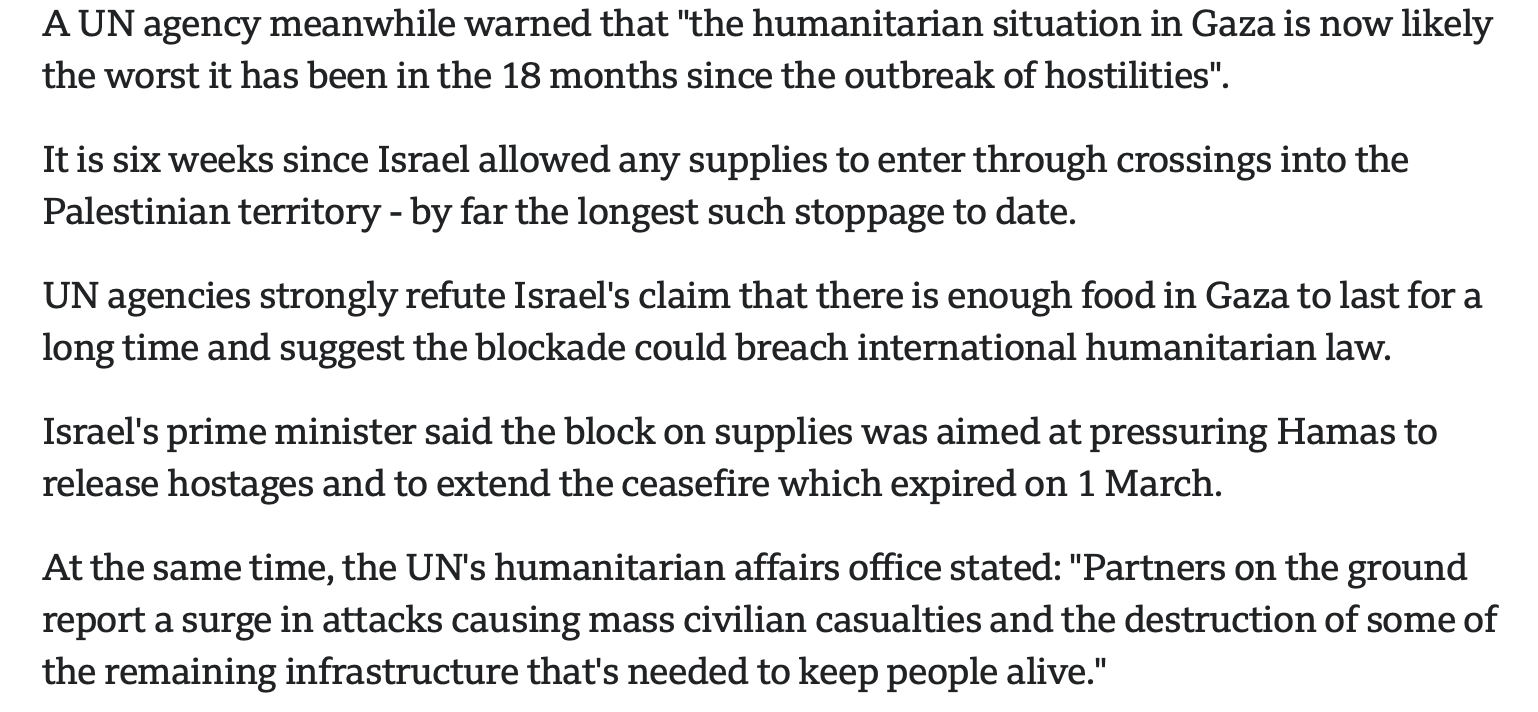 A UN agency meanwhile warned that "the humanitarian situation in Gaza is now likely
the worst it has been in the 18 months since the outbreak of hostilities".
It is six weeks since Israel allowed any supplies to enter through crossings into the
Palestinian territory - by far the longest such stoppage to date.
UN agencies strongly refute Israel's claim that there is enough food in Gaza to last for a
long time and suggest the blockade could breach international humanitarian law.
Israel's prime minister said the block on supplies was aimed at pressuring Hamas to
release hostages and to extend the ceasefire which expired on 1 March.
At the same time, the UN's humanitarian affairs office stated: "Partners on the ground
report a surge in attacks causing mass civilian casualties and the destruction of some of
the remaining infrastructure that's needed to keep people alive."